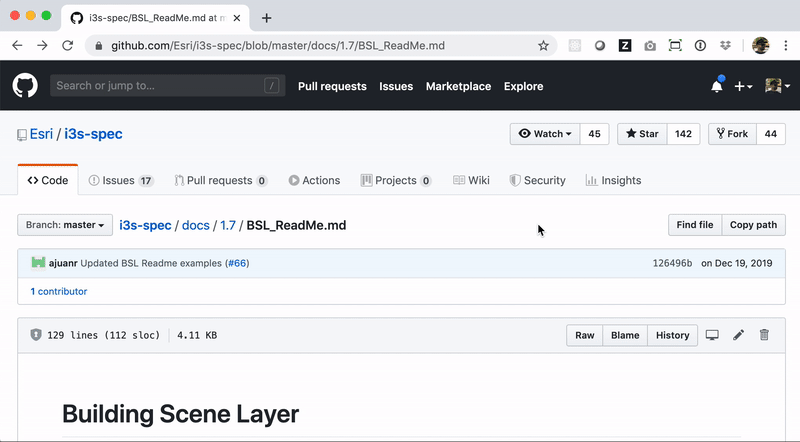 i3s-spec/BSL_ReadMe.md at m
github.com/Esri/i3s-spec/blob/master/docs/1.7/BSL_ReadMe.md
Search or jump to... /
Pull requests Issues Marketplace Explore
Esri / i3s-spec
Watch 45 Star 142 Fork 44
Code Issues 17 Pull requests 0 Actions Projects 0 Wiki Security Insights
Branch: master i3s-spec / docs / 1.7 / BSL_ReadMe.md Find file Copy path
ajuanr Updated BSL Readme examples (#66) 126496b on Dec 19, 2019
1 contributor
129 lines (112 sloc) 4.11 KB Raw Blame History
Building Scene Layer